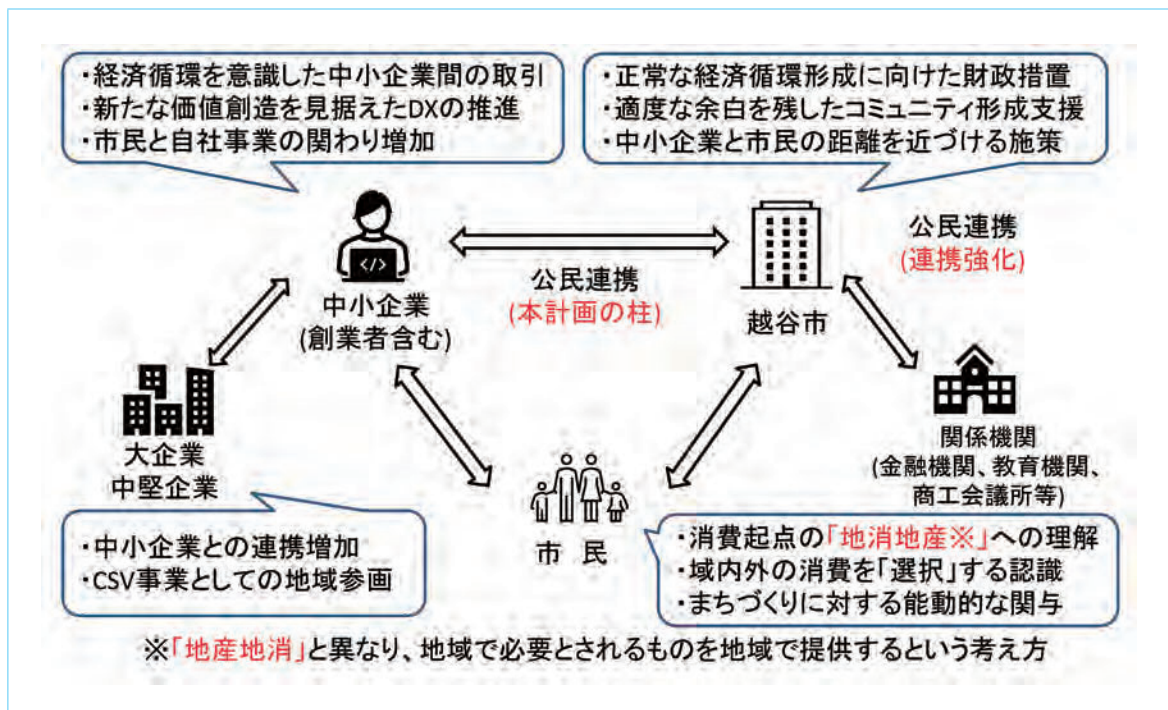 ・経済循環を意識した中小企業間の取引
・新たな価値創造を見据えたDXの推進
・市民と自社事業の関わり増加
・正常な経済循環形成に向けた財政措置
・適度な余白を残したコミュニティ形成支援
・中小企業と市民の距離を近づける施策
</>
中小企業
(創業者含む)
公民連携
(本計画の柱)
越谷市
公民連携
(連携強化)
大企業
中堅企業
関係機関
(金融機関、教育機関、
商工会議所等)
市 民
・中小企業との連携増加
・CSV事業としての地域参画
・消費起点の「地消地産※」への理解
・域内外の消費を「選択」する認識
・まちづくりに対する能動的な関与
※「地産地消」と異なり、地域で必要とされるものを地域で提供するという考え方